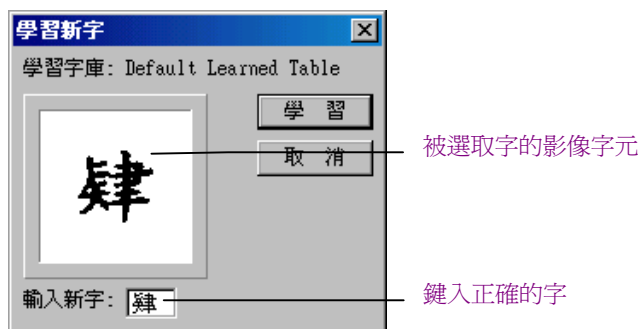 學習新字
學習字庫: Default Learned Table
學 習
被選取字的影像字元
取 消
肄
輸入新字: 肄
鍵入正確的字